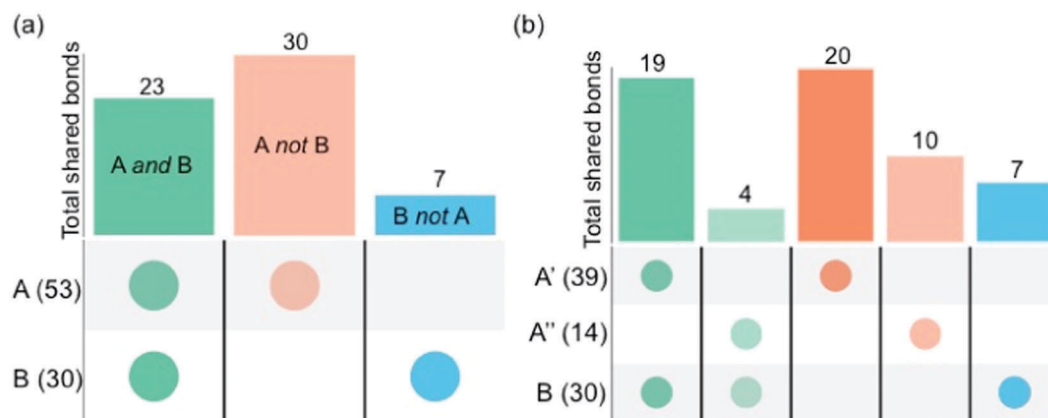 (a)
Total shared bonds
23
30
7
A and B
A not B
B not A
A (53)
B (30)
(b)
Total shared bonds
19
4
20
10
7
A' (39)
A'' (14)
B (30)